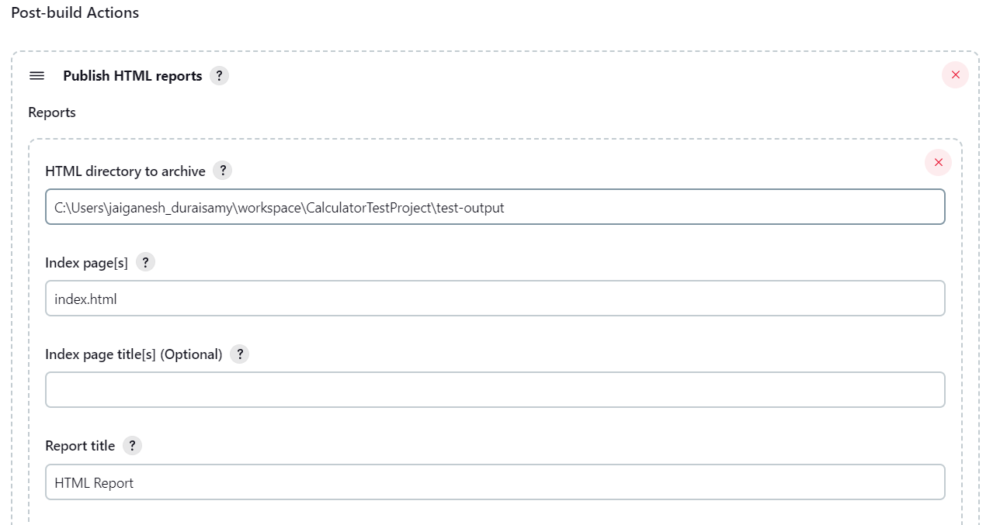 Post-build Actions
Publish HTML reports ?
Reports
HTML directory to archive ?
C:\Users\jaiganesh_duraisamy\workspace\CalculatorTestProject\test-output
Index page[s] ?
index.html
Index page title[s] (Optional) ?
Report title ?
HTML Report